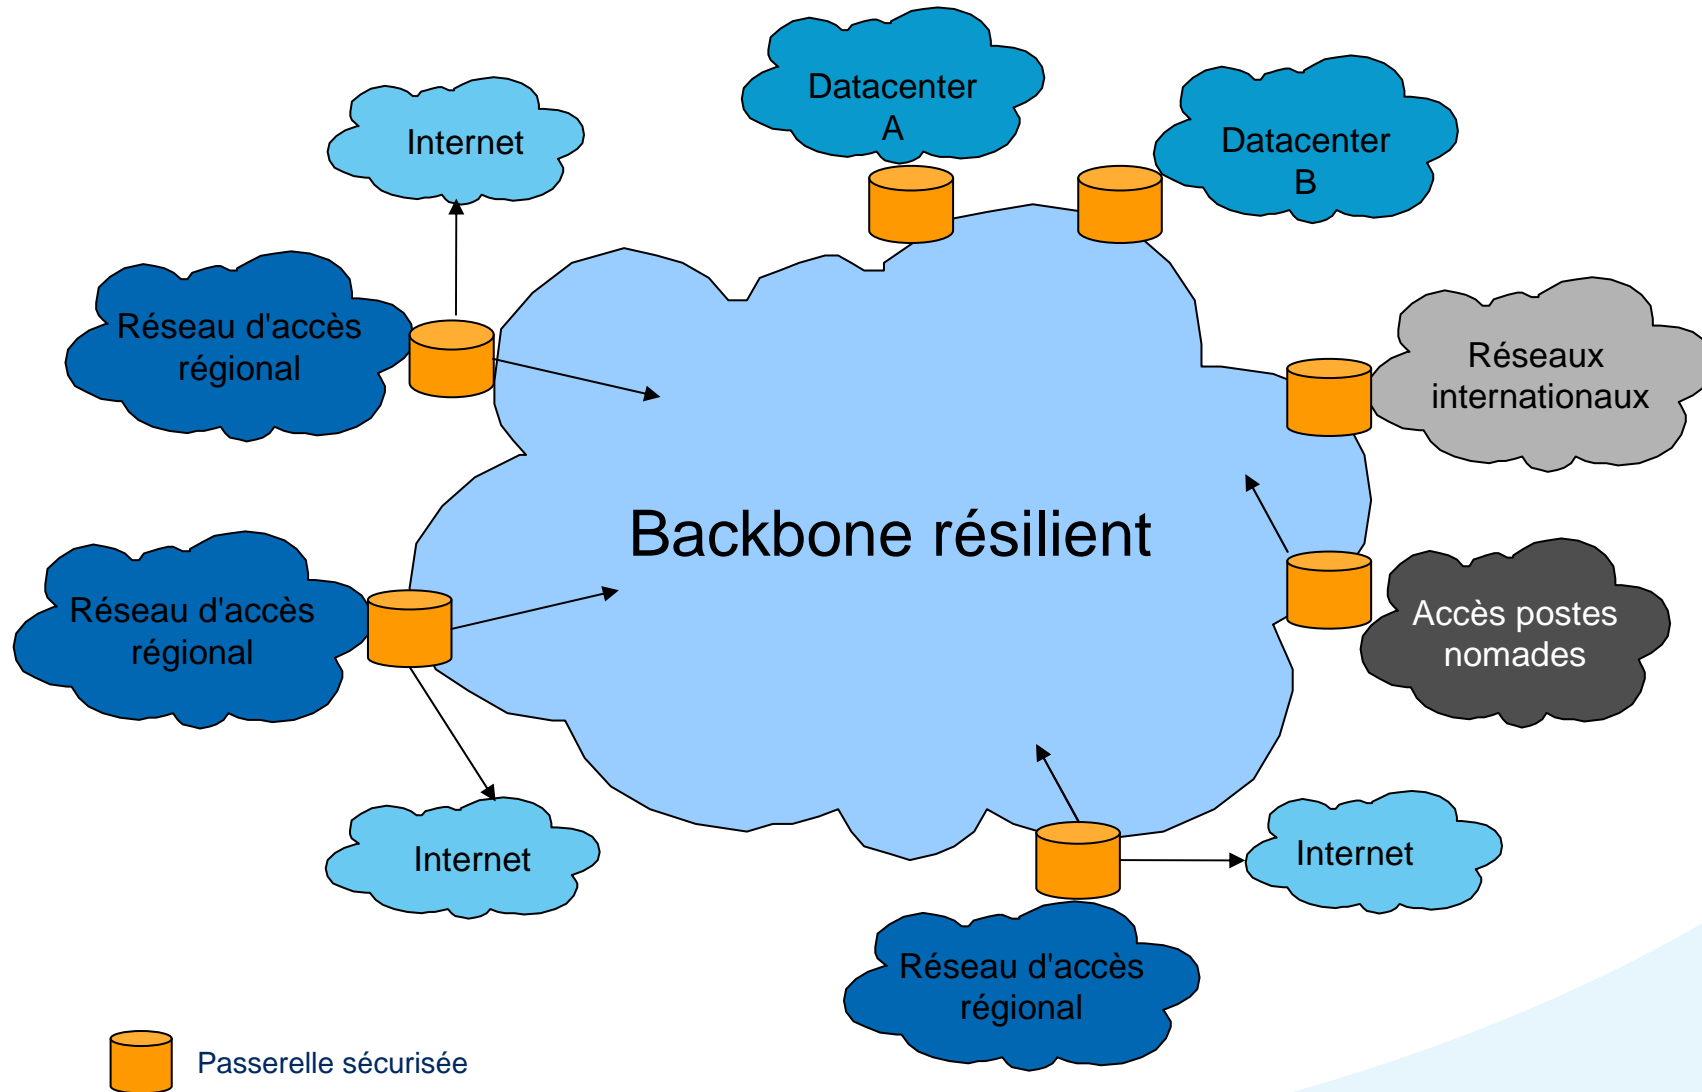 Datacenter
A
Internet
Datacenter
B
Réseau d'accès
régional
Réseaux
internationaux
Backbone résilient
Réseau d'accès
régional
Accès postes
nomades
Internet
Internet
Réseau d'accès
régional
Passerelle sécurisée